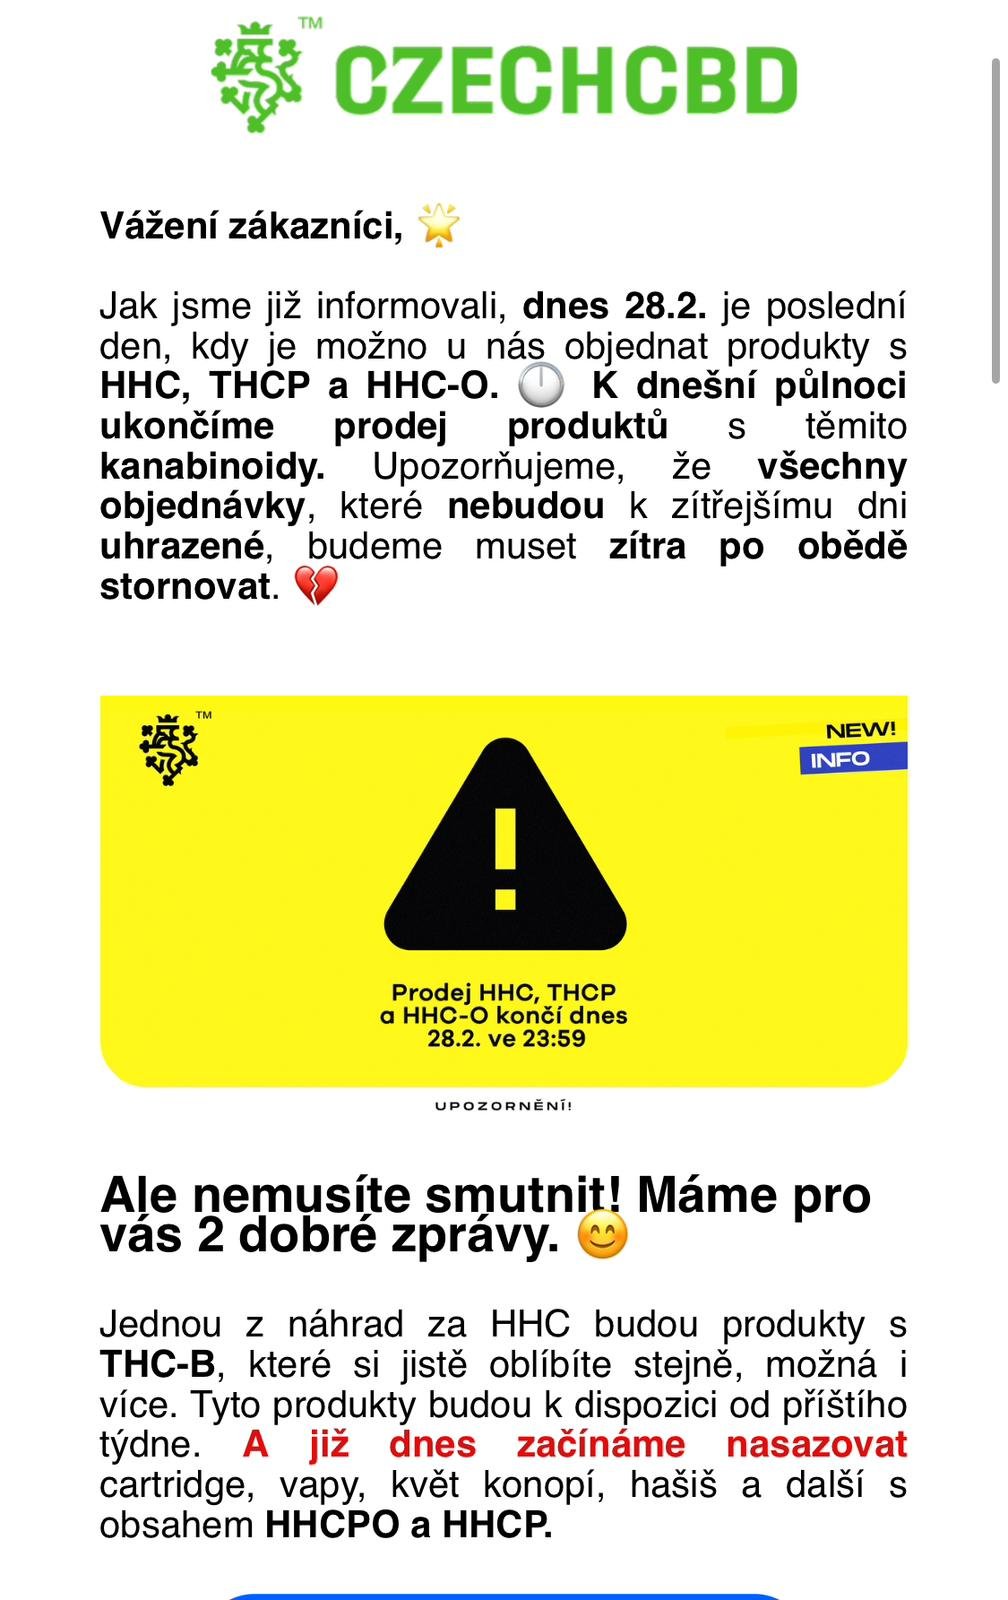 TM
CZECHCBD
Vážení zákazníci, 🌟
Jak jsme již informovali, dnes 28.2. je poslední
den, kdy je možno u nás objednat produkty s
HHC, THCP a HHC-O. 🕛 K dnešní půlnoci
ukončíme prodej produktů s těmito
kanabinoidy. Upozorňujeme, že všechny
objednávky, které nebudou k zítřejšímu dni
uhrazené, budeme muset zítra po obědě
stornovat. 💔
TM
NEW!
INFO
Prodej HHC, THCP
a HHC-O končí dnes
28.2. ve 23:59
UPOZORNĚNÍ!
Ale nemusíte smutnit! Máme pro
vás 2 dobré zprávy. 😊
Jednou z náhrad za HHC budou produkty s
THC-B, které si jistě oblíbíte stejně, možná i
více. Tyto produkty budou k dispozici od příštího
týdne. A již dnes začínáme nasazovat
cartridge, vapy, květ konopí, hašiš a další s
obsahem HHCPO a HHCP.